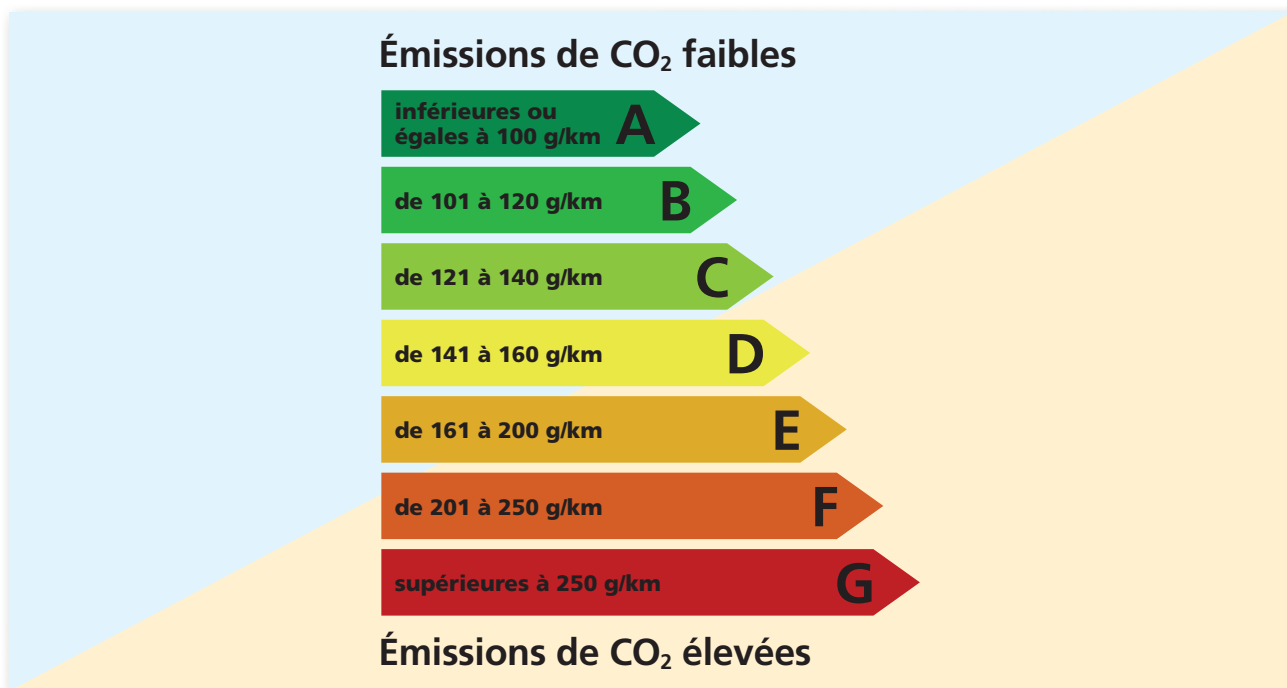 Émissions de CO₂ faibles
inférieures ou
égales à 100 g/km A
de 101 à 120 g/km B
de 121 à 140 g/km C
de 141 à 160 g/km D
de 161 à 200 g/km E
de 201 à 250 g/km F
supérieures à 250 g/km G
Émissions de CO₂ élevées